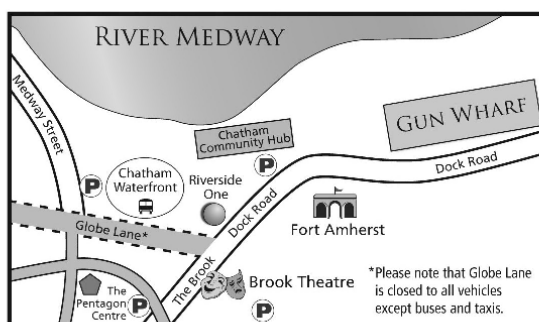 RIVER MEDWAY
Medway Street
GUN WHARF
Chatham
Community Hub
P
Dock Road
P
Chatham
Waterfront
Riverside
One
Dock Road
Fort Amherst
Globe Lane*
The Brook
Brook Theatre
*Please note that Globe Lane
is closed to all vehicles
except buses and taxis.
The
Pentagon
Centre
P
P